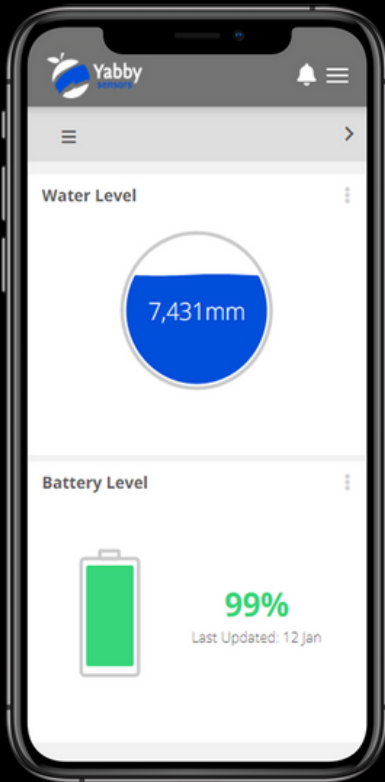 Yabby
sensors
Water Level
7,431mm
Battery Level
99%
Last Updated: 12 Jan